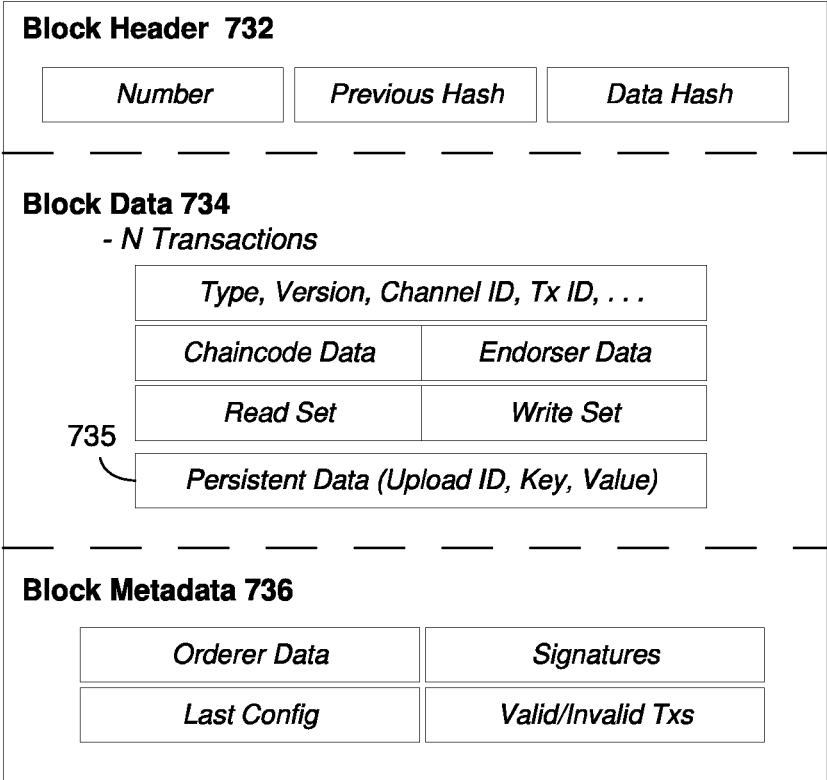 Block Header 732
Number Previous Hash Data Hash
Block Data 734
- N Transactions
Type, Version, Channel ID, Tx ID, . . .
Chaincode Data Endorser Data
Read Set Write Set
735
Persistent Data (Upload ID, Key, Value)
Block Metadata 736
Orderer Data Signatures
Last Config Valid/Invalid Txs